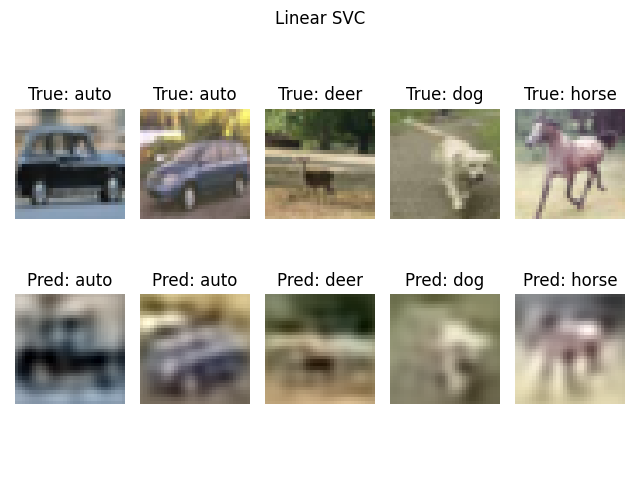 Linear SVC
True: auto True: auto True: deer True: dog True: horse
Pred: auto Pred: auto Pred: deer Pred: dog Pred: horse